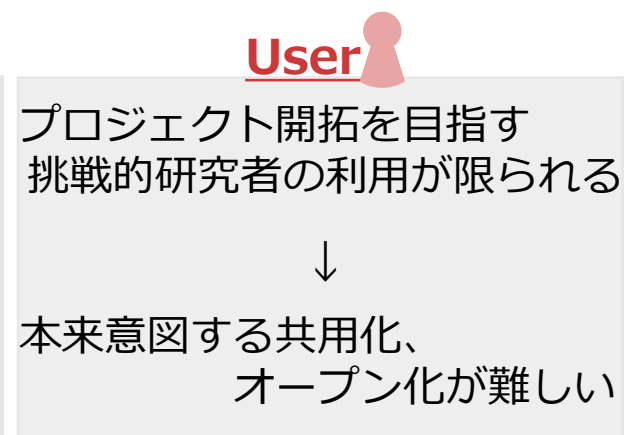 User
プロジェクト開拓を目指す
挑戦的研究者の利用が限られる
↓
本来意図する共用化、
オープン化が難しい